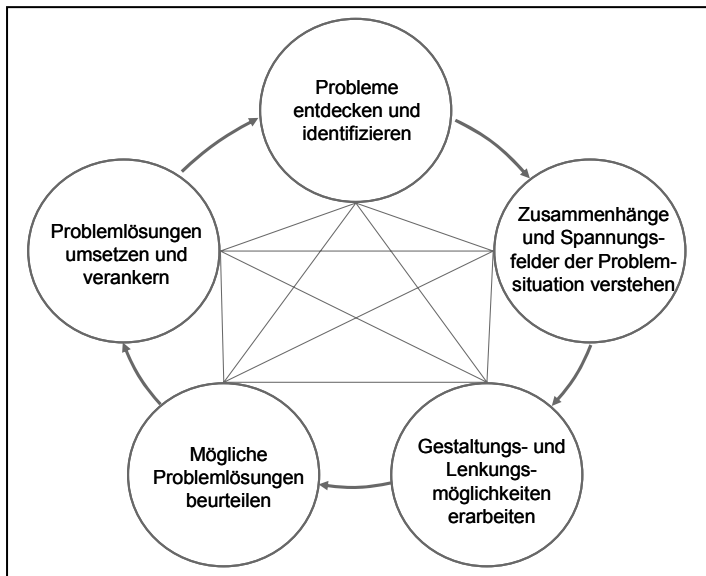 Probleme
entdecken und
identifizieren
Zusammenhänge
und Spannungs-
felder der Problem-
situation verstehen
Gestaltungs- und
Lenkungs-
möglichkeiten
erarbeiten
Mögliche
Problemlösungen
beurteilen
Problemlösungen
umsetzen und
verankern